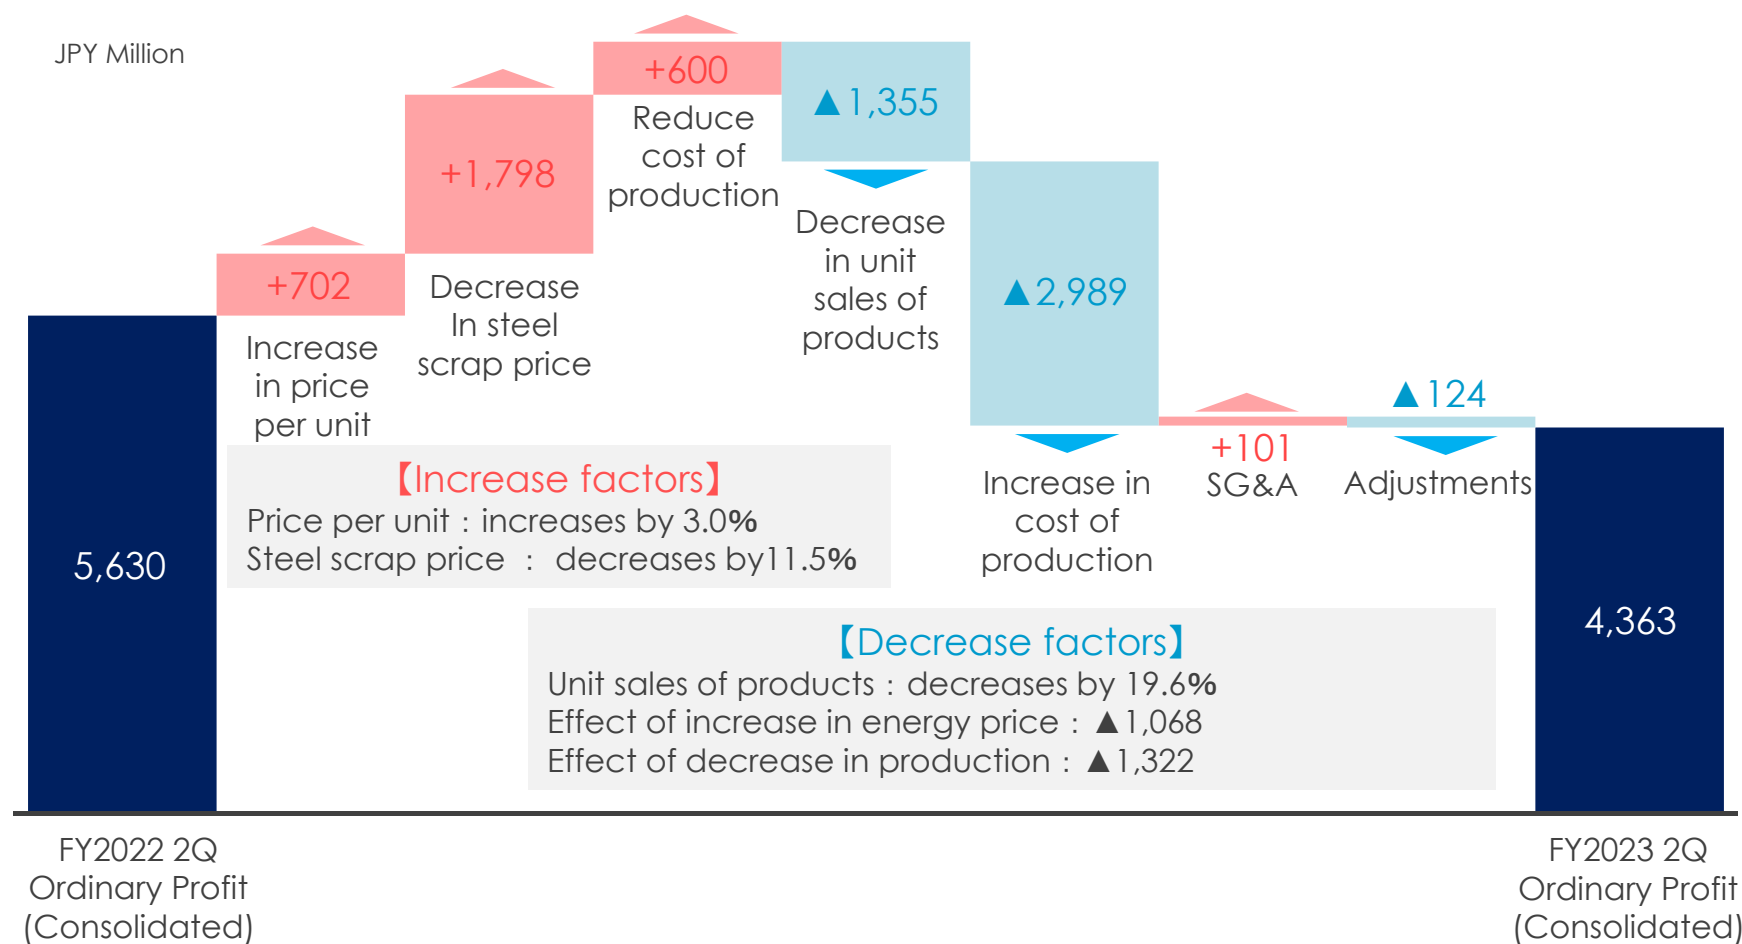 JPY Million
+600
Reduce
cost of
production
▲1,355
Decrease
in unit
sales of
products
+1,798
Decrease
In steel
scrap price
+702
Increase
in price
per unit
▲2,989
Increase in
cost of
production
+101
SG&A
▲124
Adjustments
【Increase factors】
Price per unit : increases by 3.0%
Steel scrap price : decreases by11.5%
【Decrease factors】
Unit sales of products : decreases by 19.6%
Effect of increase in energy price : ▲1,068
Effect of decrease in production : ▲1,322
5,630
4,363
FY2022 2Q
Ordinary Profit
(Consolidated)
FY2023 2Q
Ordinary Profit
(Consolidated)